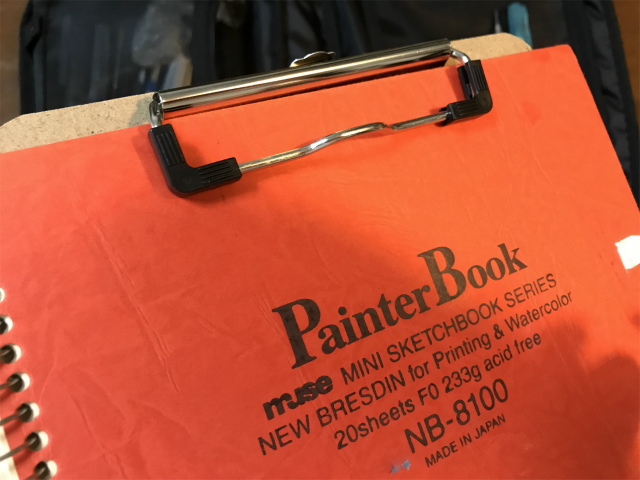 PainterBook
muse MINI SKETCHBOOK SERIES
NEW BRESDIN for Printing & Watercolor
20sheets F0 233g acid free
NB-8100
MADE IN JAPAN